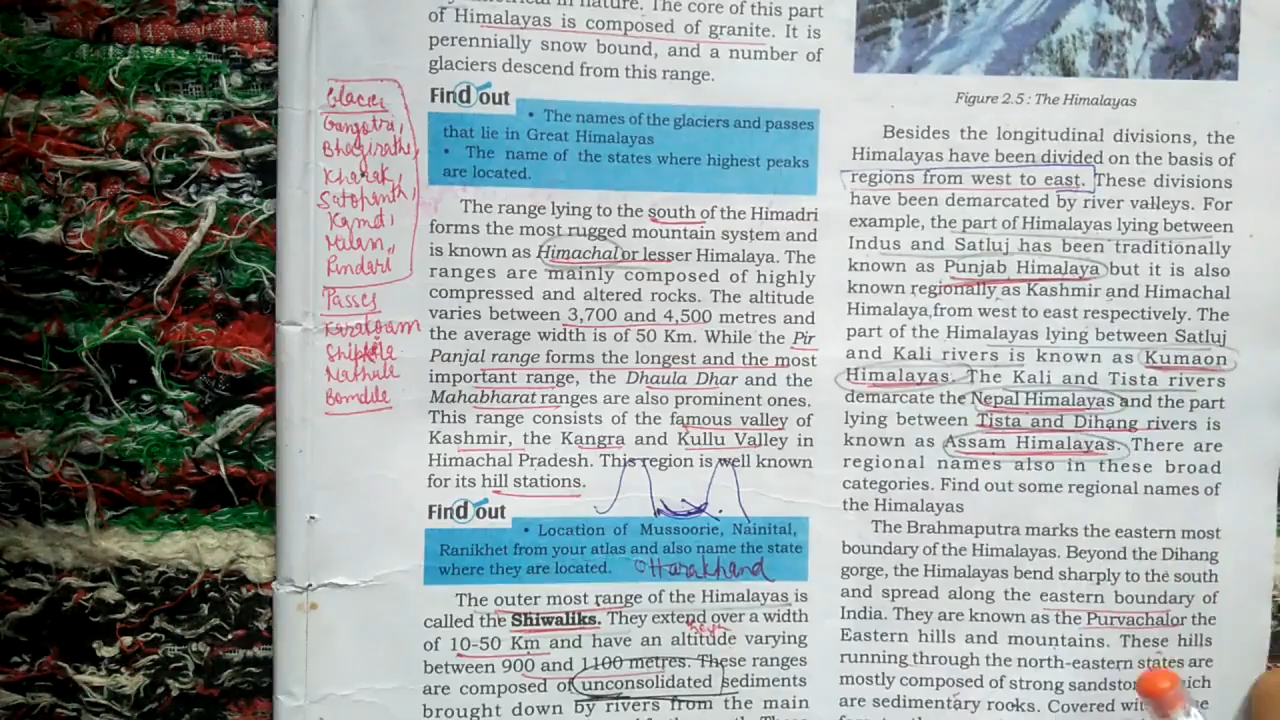 of Himalayas is composed of granite. It is
perennially snow bound, and a number of
glaciers descend from this range.
Find out
• The names of the glaciers and passes
that lie in Great Himalayas
• The name of the states where highest peaks
are located.
The range lying to the south of the Himadri
forms the most rugged mountain system and
is known as Himachal or lesser Himalaya. The
ranges are mainly composed of highly
compressed and altered rocks. The altitude
varies between 3,700 and 4,500 metres and
the average width is of 50 Km. While the Pir
Panjal range forms the longest and the most
important range, the Dhaula Dhar and the
Mahabharat ranges are also prominent ones.
This range consists of the famous valley of
Kashmir, the Kangra and Kullu Valley in
Himachal Pradesh. This region is well known
for its hill stations.
Find out
• Location of Mussoorie, Nainital,
Ranikhet from your atlas and also name the state
where they are located. Uttarakhand
The outer most range of the Himalayas is
called the Shiwaliks. They extend over a width
of 10-50 Km and have an altitude varying
between 900 and 1100 metres. These ranges
are composed of unconsolidated sediments
brought down by rivers from the main
Glacier
Gangotri,
Kharak,
Satopanth,
Milan,
Pindari
Passes
Shipkila
Nathula
Bomdila
Figure 2.5 : The Himalayas
Besides the longitudinal divisions, the
Himalayas have been divided on the basis of
regions from west to east. These divisions
have been demarcated by river valleys. For
example, the part of Himalayas lying between
Indus and Satluj has been traditionally
known as Punjab Himalaya but it is also
known regionally as Kashmir and Himachal
Himalaya from west to east respectively. The
part of the Himalayas lying between Satluj
and Kali rivers is known as Kumaon
Himalayas. The Kali and Tista rivers
demarcate the Nepal Himalayas and the part
lying between Tista and Dihang rivers is
known as Assam Himalayas. There are
regional names also in these broad
categories. Find out some regional names of
the Himalayas
The Brahmaputra marks the eastern most
boundary of the Himalayas. Beyond the Dihang
gorge, the Himalayas bend sharply to the south
and spread along the eastern boundary of
India. They are known as the Purvachal or the
Eastern hills and mountains. These hills
running through the north-eastern states are
mostly composed of strong
are sedimentary rocks. Covered